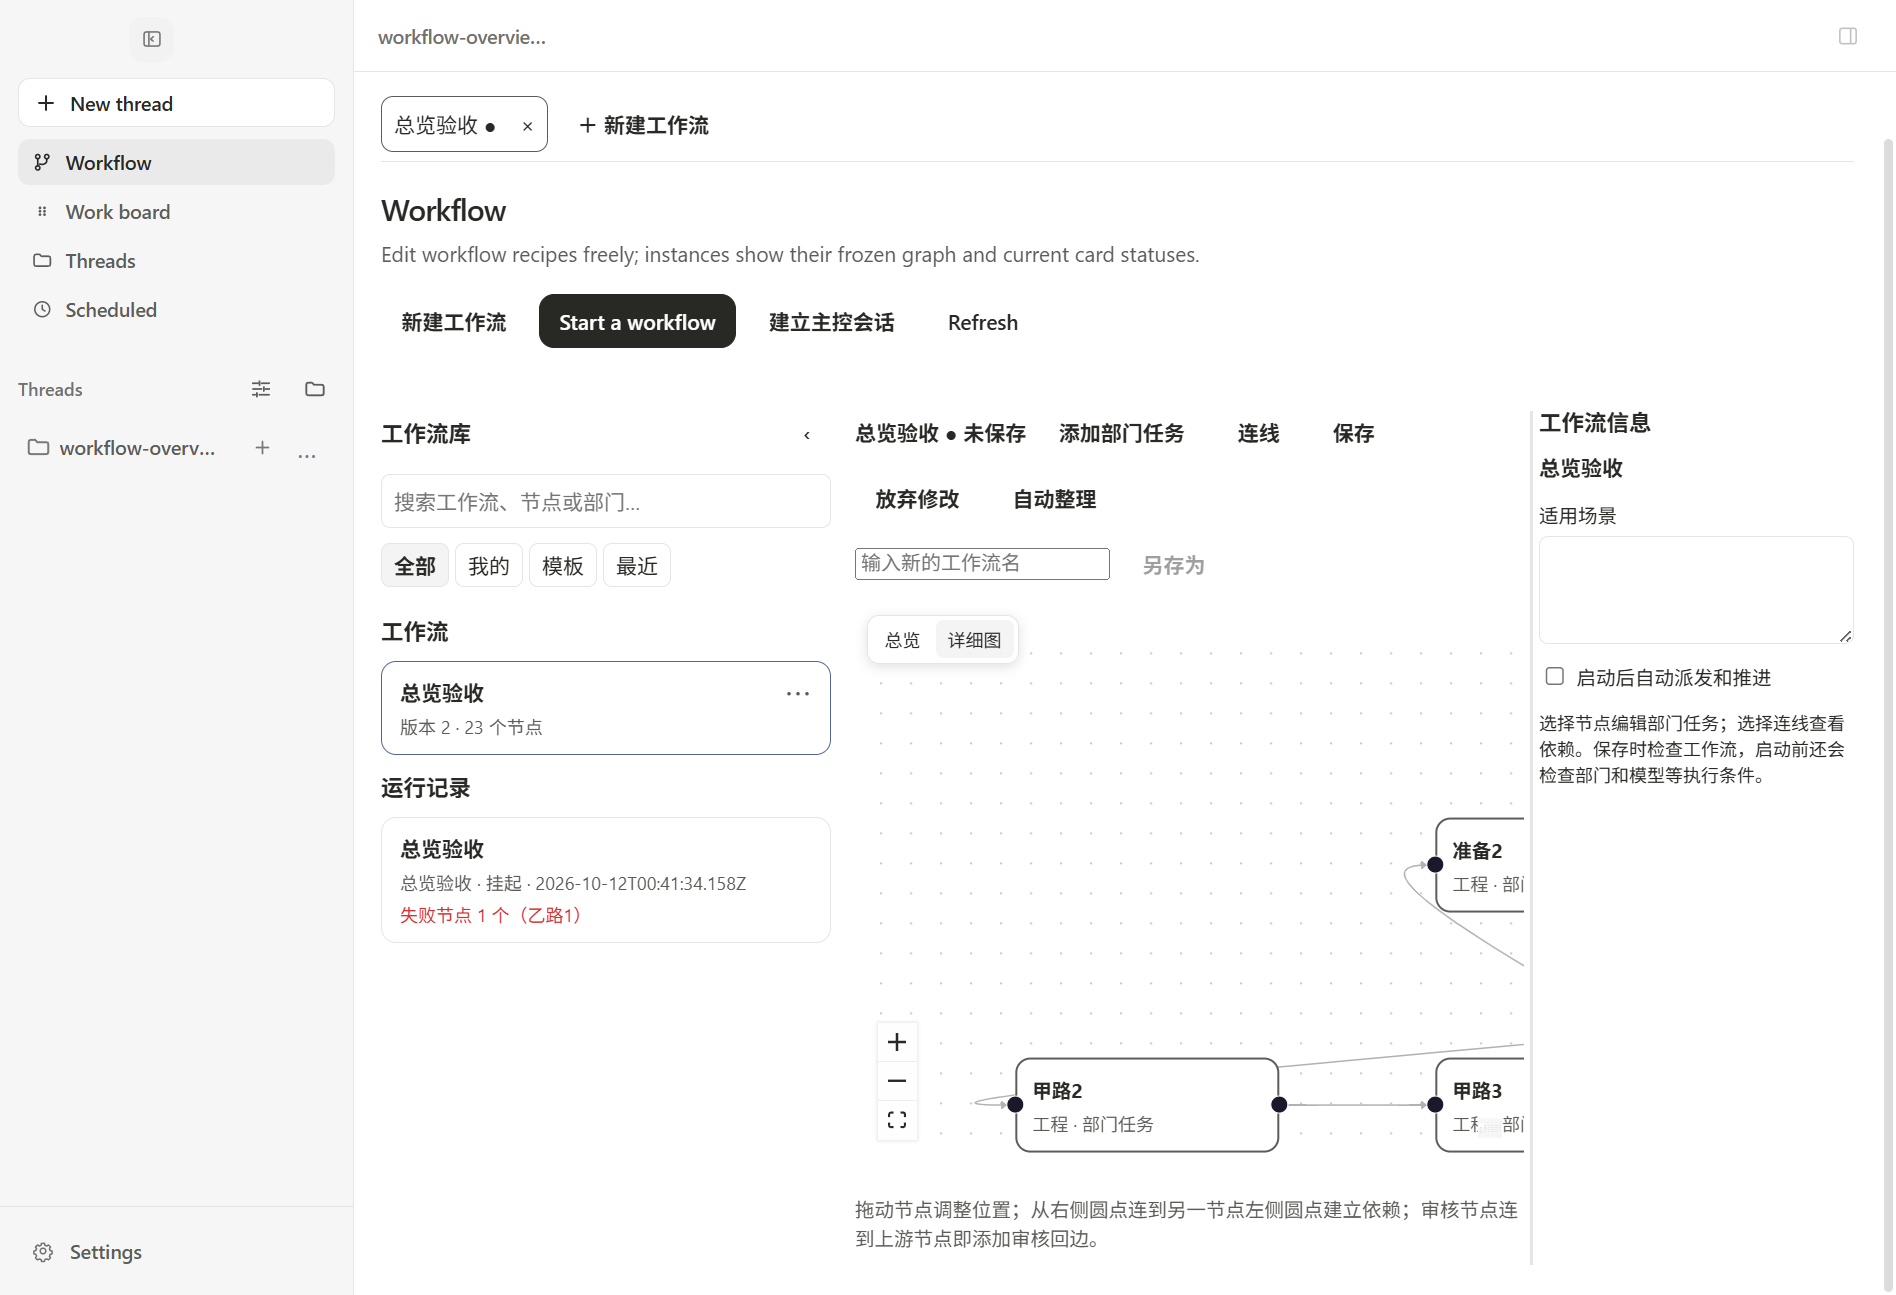 workflow-overvie...
New thread
Workflow
Work board
Threads
Scheduled
Threads
workflow-overv...
...
Settings
总览验收 ● ×
+ 新建工作流
Workflow
Edit workflow recipes freely; instances show their frozen graph and current card statuses.
新建工作流
Start a workflow
建立主控会话
Refresh
工作流库
搜索工作流、节点或部门...
全部
我的
模板
最近
工作流
总览验收
版本 2 · 23 个节点
运行记录
总览验收
总览验收 · 挂起 · 2026-10-12T00:41:34.158Z
失败节点 1 个（乙路1）
总览验收 ● 未保存
添加部门任务
连线
保存
放弃修改
自动整理
输入新的工作流名
另存为
总览
详细图
准备2
工程 · 部
甲路2
工程 · 部门任务
甲路3
工程 部
拖动节点调整位置；从右侧圆点连到另一节点左侧圆点建立依赖；审核节点连
到上游节点即添加审核回边。
工作流信息
总览验收
适用场景
启动后自动派发和推进
选择节点编辑部门任务；选择连线查看
依赖。保存时检查工作流，启动前还会
检查部门和模型等执行条件。